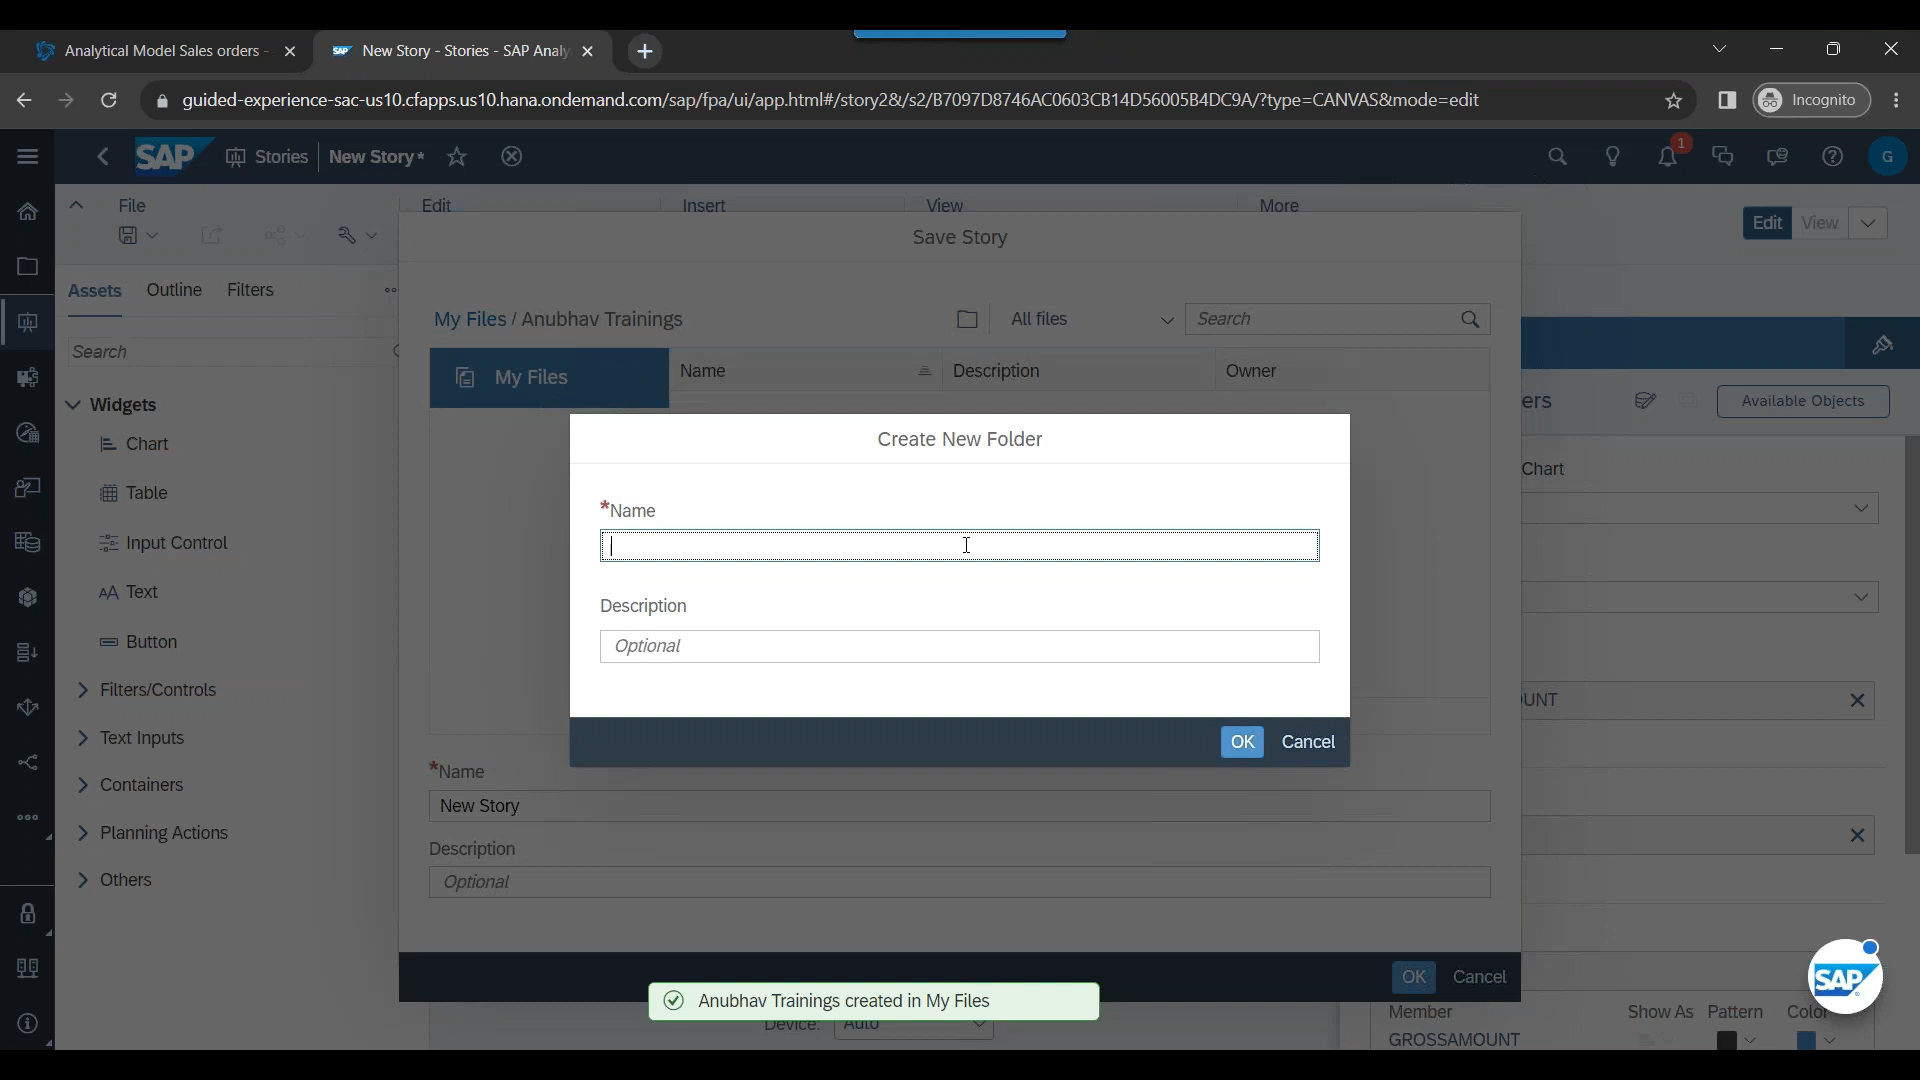 Analytical Model Sales orders -
New Story - Stories - SAP Analy
guided-experience-sac-us10.cfapps.us10.hana.ondemand.com/sap/fpa/ui/app.html#/story2&/s2/B7097D8746AC0603CB14D56005B4DC9A/?type=CANVAS&mode=edit
Incognito
SAP Stories New Story*
1
G
File Edit Insert View More
Edit View
Save Story
Assets Outline Filters
Search
My Files / Anubhav Trainings
All files
Search
My Files
Name Description Owner
ers
Available Objects
Widgets
Chart
Table
Input Control
Text
Button
Filters/Controls
Text Inputs
Containers
Planning Actions
Others
Create New Folder
*Name
Description
Optional
OK Cancel
Chart
OUNT
*Name
New Story
Description
Optional
OK Cancel
Anubhav Trainings created in My Files
Device: Auto
Member Show As Pattern Color
GROSSAMOUNT
SAP